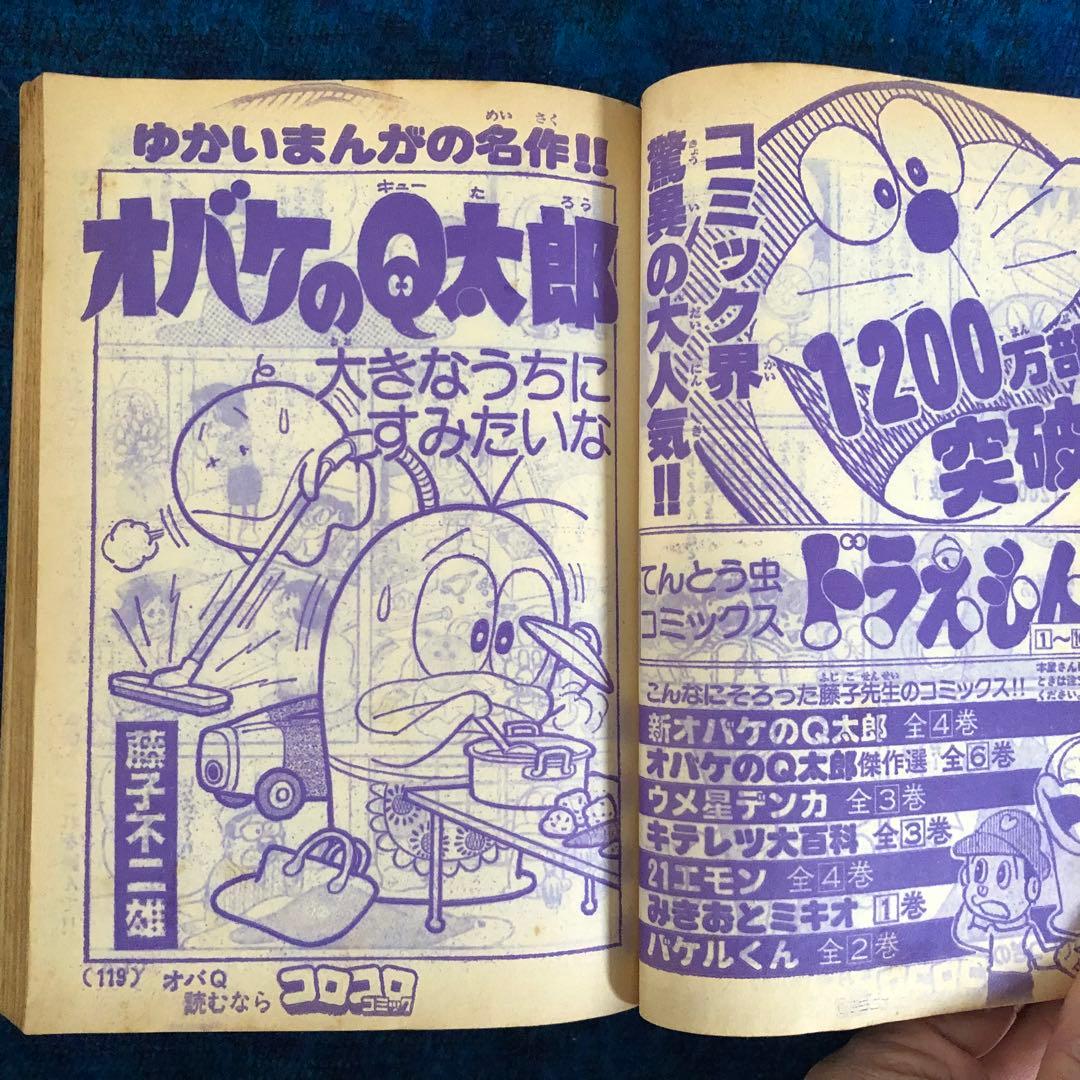 ゆかいまんがの名作!!
オバケのQ太郎
大きなうちに
すみたいな
藤子不二雄
(119) オバQ
読むなら
コロコロ
コミック
コミック界
驚異の大人気!!
1200万部
突破
てんとう虫
コミックス
ドラえもん
こんなにそろった藤子先生のコミックス!!
新オバケのQ太郎 全4巻
オバケのQ太郎傑作選 全6巻
ウメ星デンカ 全3巻
キテレツ大百科 全3巻
21エモン 全4巻
みきおとミキオ 1巻
バケルくん 全2巻